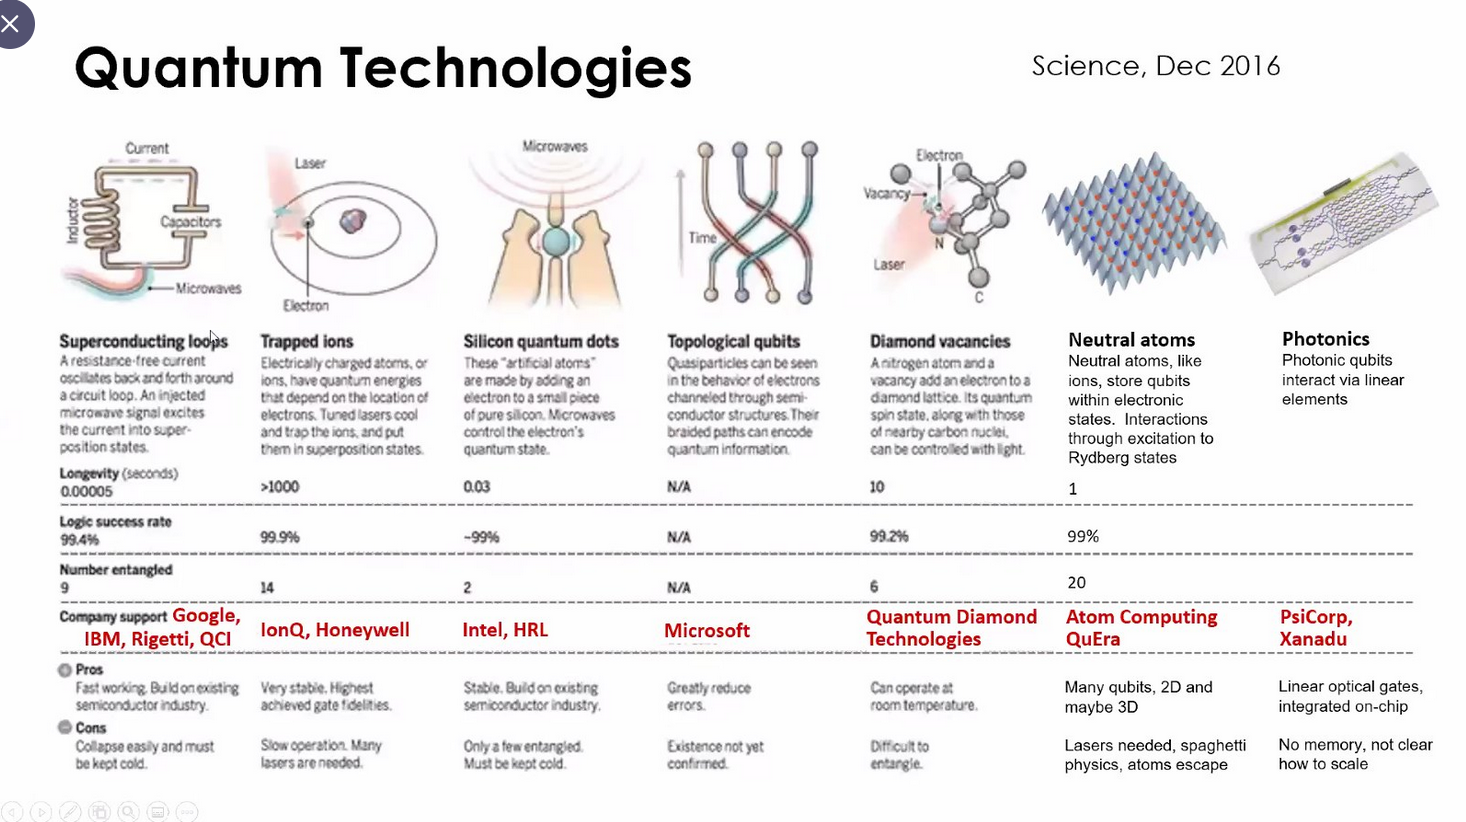 Quantum Technologies
Science, Dec 2016
Current
Inductor
Capacitors
Microwaves
Laser
Electron
Microwaves
Time
Electron
Vacancy
Laser
N
C
Superconducting loops
A resistance-free current
oscillates back and forth around
a circuit loop. An injected
microwave signal excites
the current into super-
position states.
Trapped ions
Electrically charged atoms, or
ions, have quantum energies
that depend on the location of
electrons. Tuned lasers cool
and trap the ions, and put
them in superposition states.
Silicon quantum dots
These “artificial atoms”
are made by adding an
electron to a small piece
of pure silicon. Microwaves
control the electron’s
quantum state.
Topological qubits
Quasiparticles can be seen
in the behavior of electrons
channeled through semi-
conductor structures. Their
braided paths can encode
quantum information.
Diamond vacancies
A nitrogen atom and a
vacancy add an electron to a
diamond lattice. Its quantum
spin state, along with those
of nearby carbon nuclei,
can be controlled with light.
Neutral atoms
Neutral atoms, like
ions, store qubits
within electronic
states. Interactions
through excitation to
Rydberg states
Photonics
Photonic qubits
interact via linear
elements
Longevity (seconds)
0.00005
>1000
0.03
N/A
10
1
Logic success rate
99.4%
99.9%
~99%
N/A
99.2%
99%
Number entangled
9
14
2
N/A
6
20
Company support Google,
IBM, Rigetti, QCI
IonQ, Honeywell
Intel, HRL
Microsoft
Quantum Diamond
Technologies
Atom Computing
QuEra
PsiCorp,
Xanadu
Pros
Fast working. Build on existing
semiconductor industry.
Very stable. Highest
achieved gate fidelities.
Stable. Build on existing
semiconductor industry.
Greatly reduce
errors.
Can operate at
room temperature.
Many qubits, 2D and
maybe 3D
Linear optical gates,
integrated on-chip
Cons
Collapse easily and must
be kept cold.
Slow operation. Many
lasers are needed.
Only a few entangled.
Must be kept cold.
Existence not yet
confirmed.
Difficult to
entangle.
Lasers needed, spaghetti
physics, atoms escape
No memory, not clear
how to scale